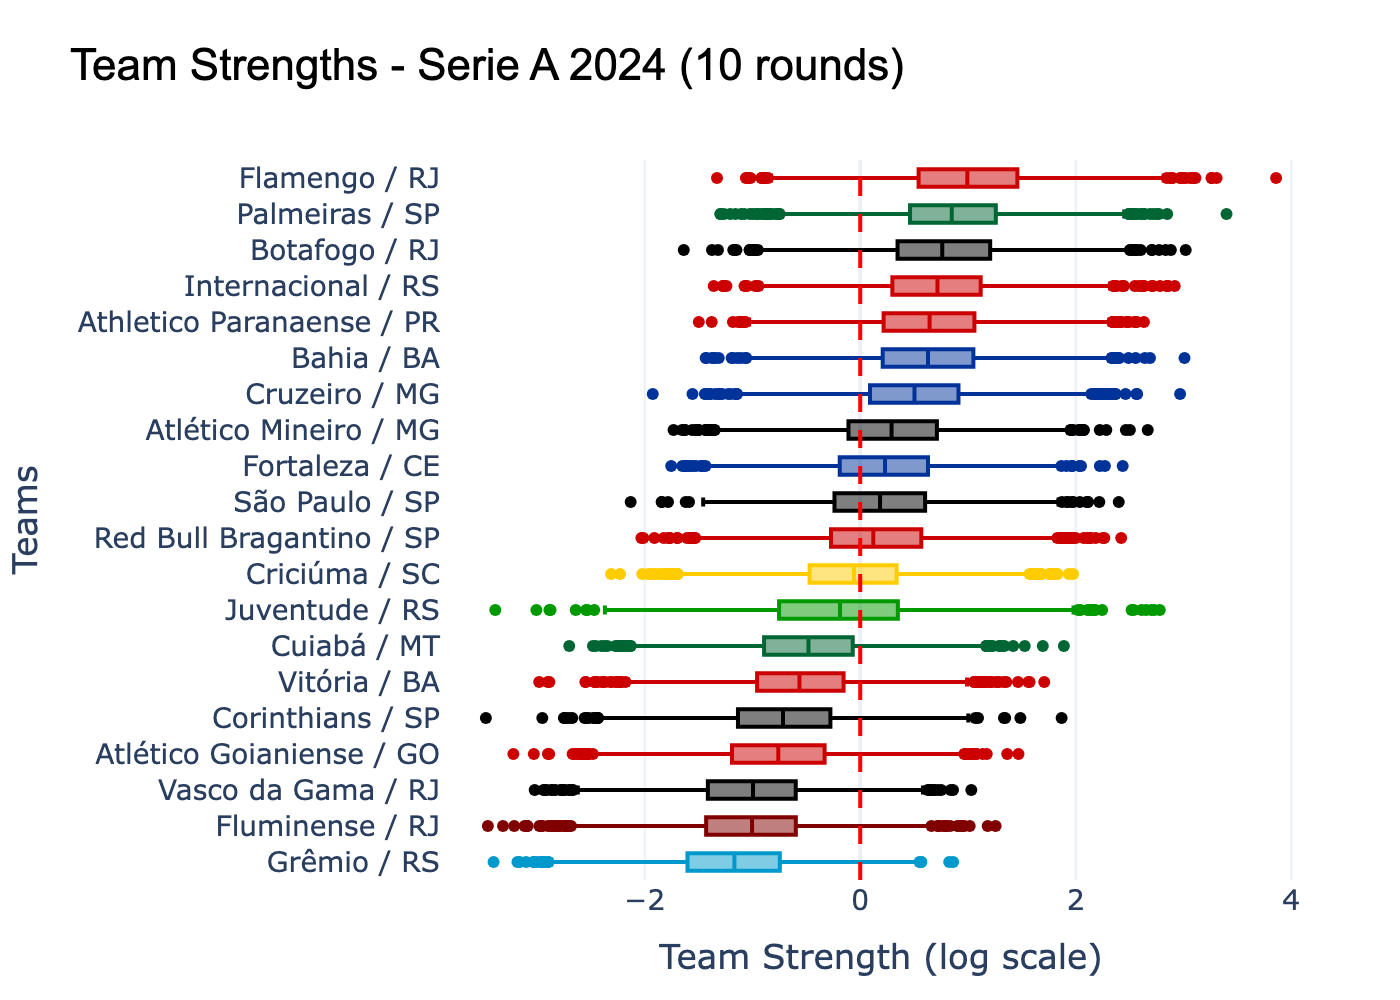 Team Strengths - Serie A 2024 (10 rounds)
Flamengo / RJ
Palmeiras / SP
Botafogo / RJ
Internacional / RS
Athletico Paranaense / PR
Bahia / BA
Cruzeiro / MG
Atlético Mineiro / MG
Fortaleza / CE
São Paulo / SP
Red Bull Bragantino / SP
Criciúma / SC
Juventude / RS
Cuiabá / MT
Vitória / BA
Corinthians / SP
Atlético Goianiense / GO
Vasco da Gama / RJ
Fluminense / RJ
Grêmio / RS
Teams
−2 0 2 4
Team Strength (log scale)